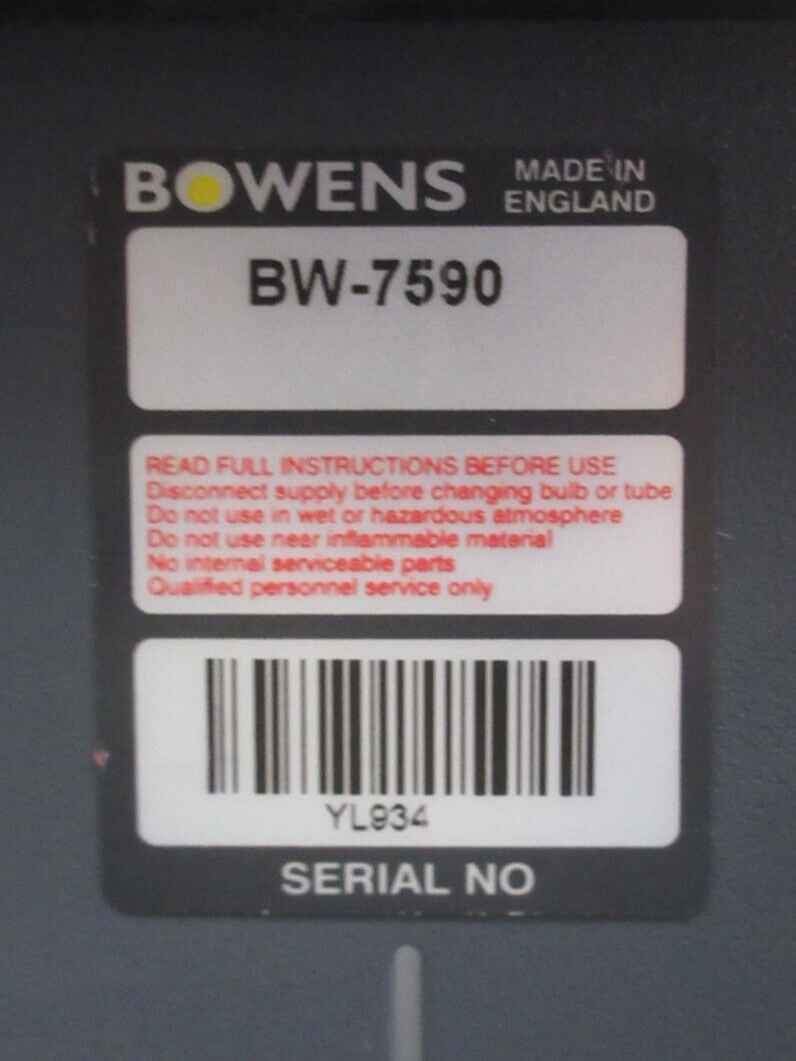 BOWENS
MADE IN
ENGLAND
BW-7590
READ FULL INSTRUCTIONS BEFORE USE
Disconnect supply before changing bulb or tube
Do not use in wet or hazardous atmosphere
Do not use near inflammable material
No internal serviceable parts
Qualified personnel service only
YL934
SERIAL NO